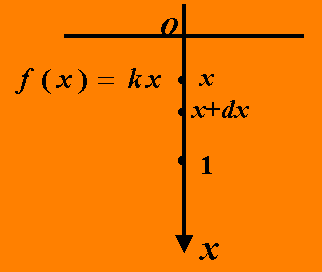 o
f(x) = kx
x
x+dx
1
x